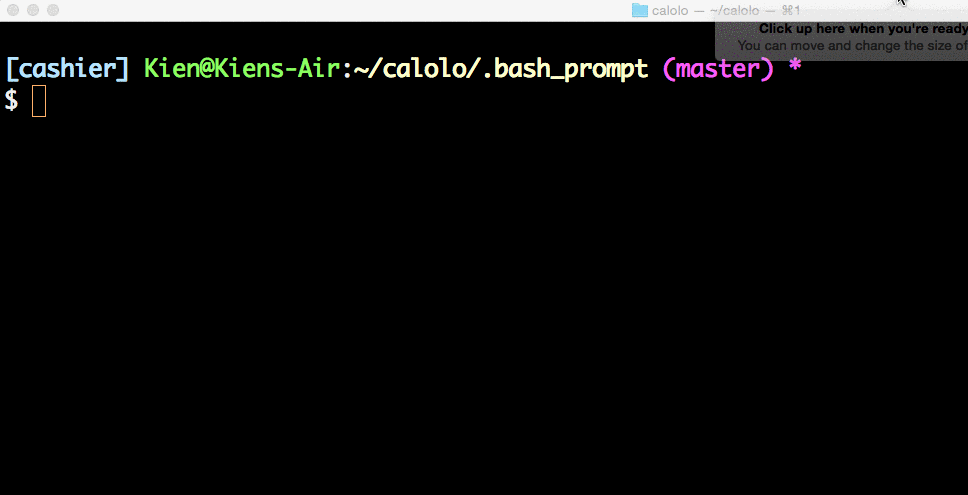 calolo — ~/calolo — ⌘1
Click up here when you're ready
You can move and change the size of
[cashier] Kien@Kiens-Air:~/calolo/.bash_prompt (master) *
$